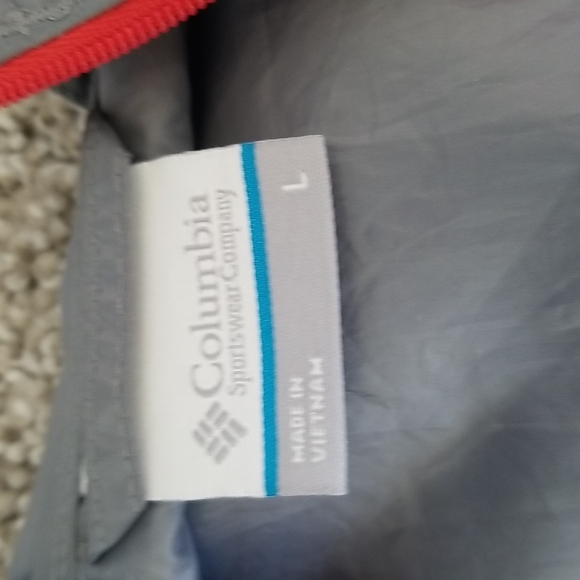 Columbia
Sportswear Company
L
MADE IN
VIETNAM